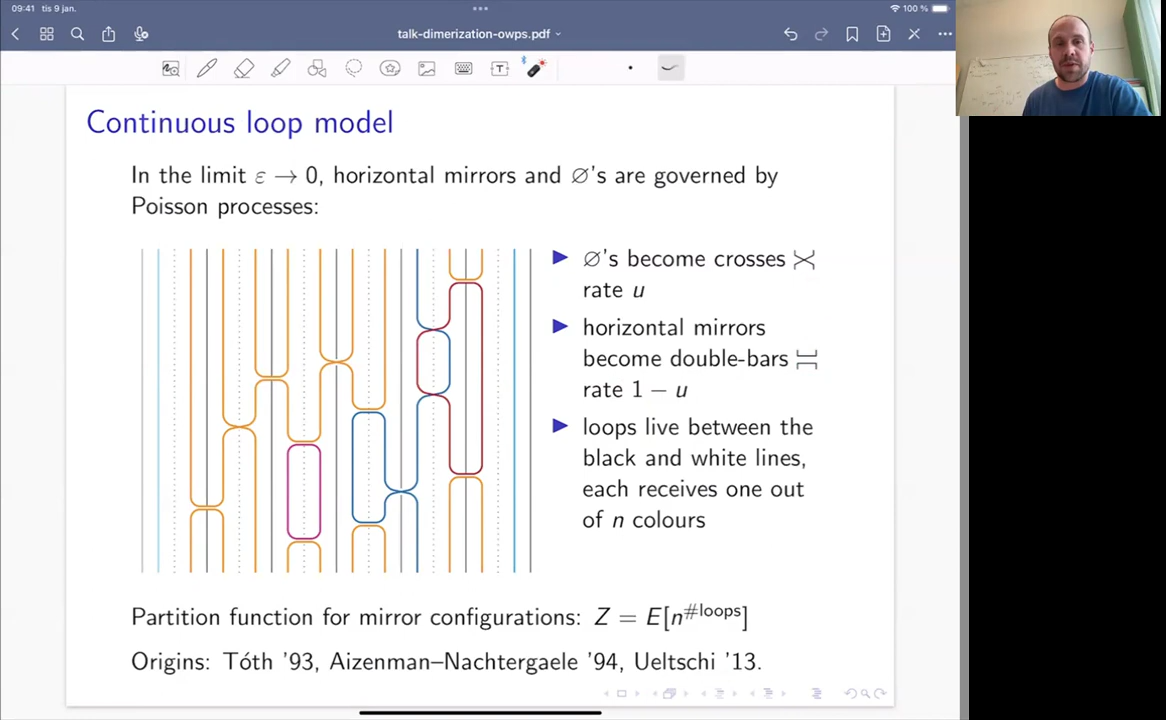 09:41 tis 9 jan.
100 %
talk-dimerization-owps.pdf
Continuous loop model
In the limit ε → 0, horizontal mirrors and ∅'s are governed by
Poisson processes:
▶ ∅'s become crosses
rate u
▶ horizontal mirrors
become double-bars
rate 1 − u
▶ loops live between the
black and white lines,
each receives one out
of n colours
Partition function for mirror configurations: Z = E[n^{#loops}]
Origins: Tóth '93, Aizenman–Nachtergaele '94, Ueltschi '13.